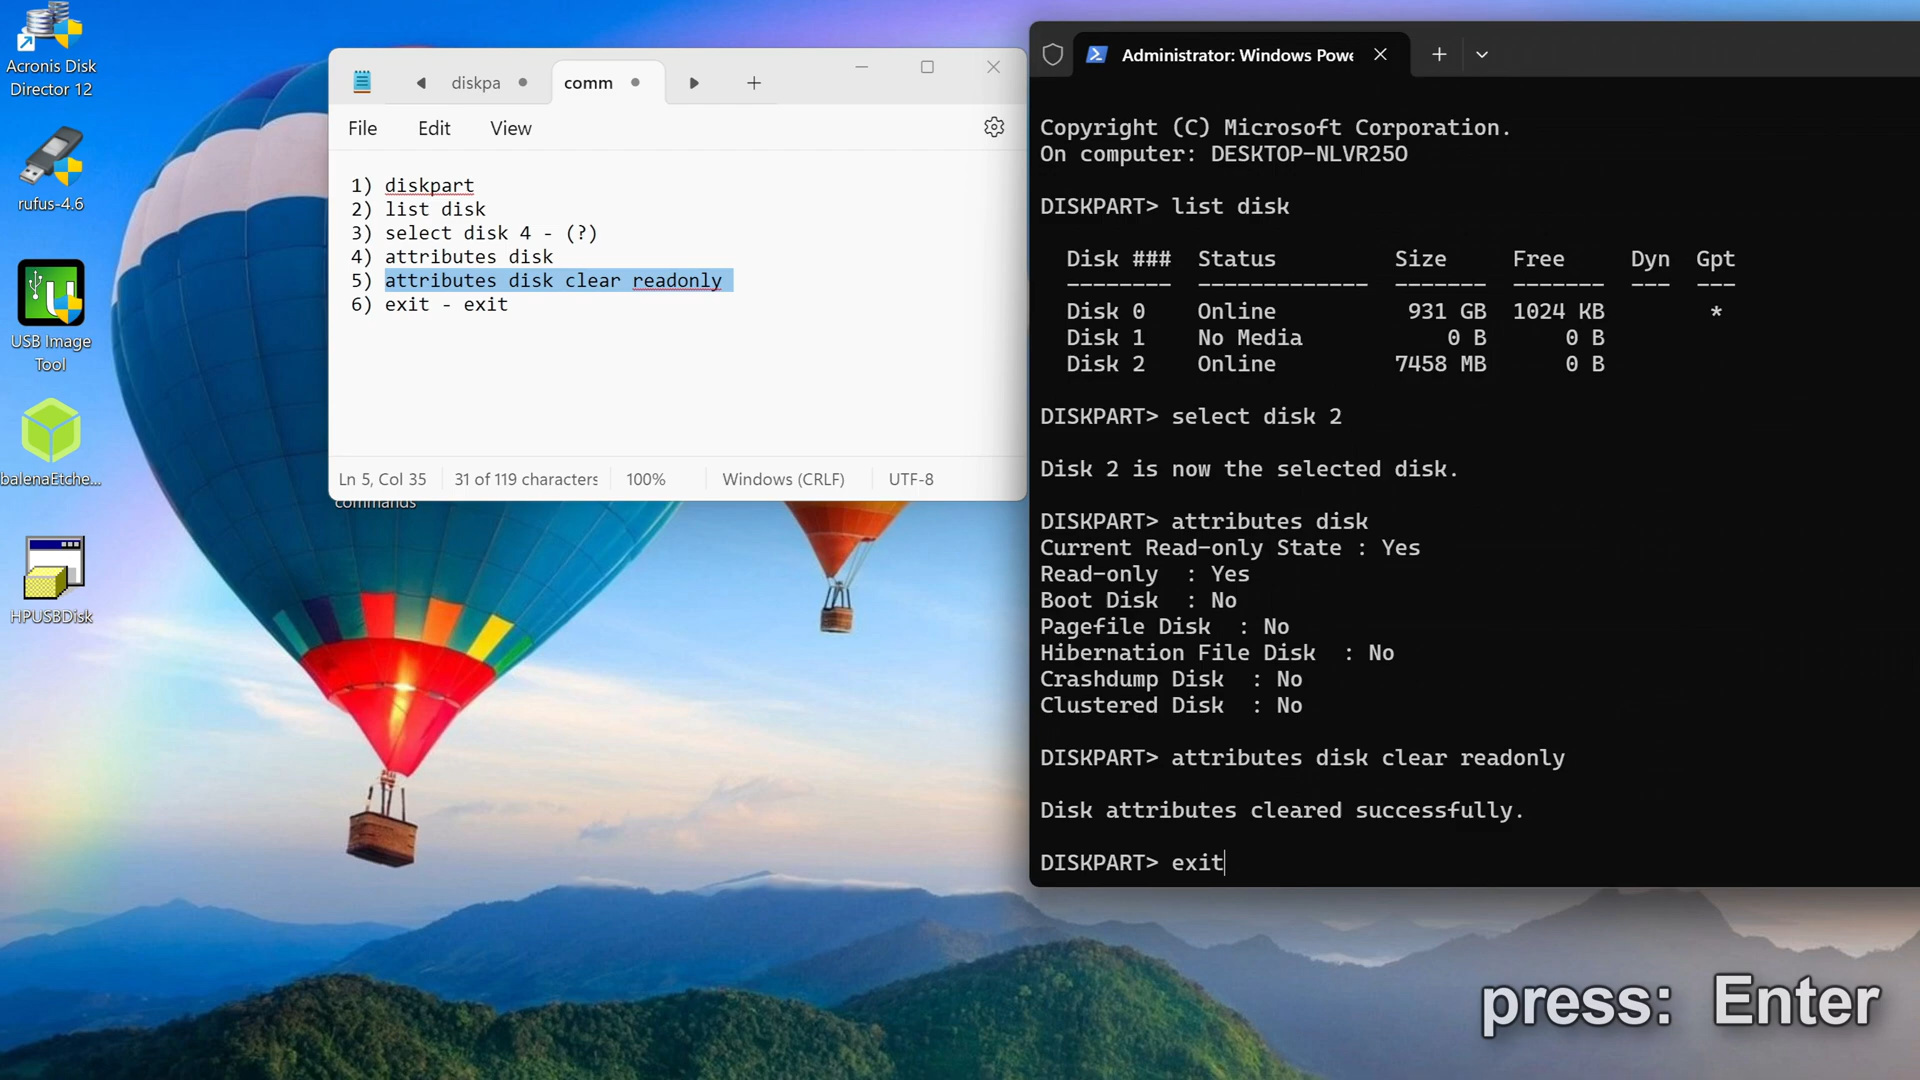 Acronis Disk
Director 12
rufus-4.6
USB Image
Tool
balenaEtche...
HPUSBDisk
diskpa
comm
File Edit View
1) diskpart
2) list disk
3) select disk 4 - (?)
4) attributes disk
5) attributes disk clear readonly
6) exit - exit
Ln 5, Col 35 31 of 119 characters 100% Windows (CRLF) UTF-8
commands
Administrator: Windows Powe
Copyright (C) Microsoft Corporation.
On computer: DESKTOP-NLVR25O
DISKPART> list disk
Disk ### Status Size Free Dyn Gpt
-------- ------------- ------- ------- --- ---
Disk 0 Online 931 GB 1024 KB *
Disk 1 No Media 0 B 0 B
Disk 2 Online 7458 MB 0 B
DISKPART> select disk 2
Disk 2 is now the selected disk.
DISKPART> attributes disk
Current Read-only State : Yes
Read-only : Yes
Boot Disk : No
Pagefile Disk : No
Hibernation File Disk : No
Crashdump Disk : No
Clustered Disk : No
DISKPART> attributes disk clear readonly
Disk attributes cleared successfully.
DISKPART> exit
press: Enter